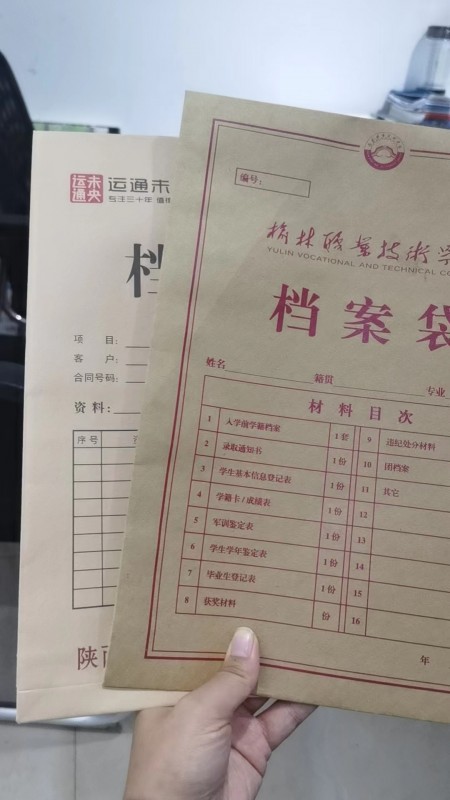 未央
运通
运通未
专注三十年
项 目:
客 户:
合同号码:
资料:
序号
陕
编号:
榆林职业技术学
YULIN VOCATIONAL AND TECHNICAL CO
档案袋
姓名 籍贯 专业
材料目次
1 入学前学籍档案 1套 9 违纪处分材料
2 录取通知书 1份 10 团档案
3 学生基本信息登记表 1份 11 其它
4 学籍卡/成绩表 1份 12
5 军训鉴定表 1份 13
6 学生学年鉴定表 1份 14
7 毕业生登记表 1份 15
8 获奖材料 份 16
年